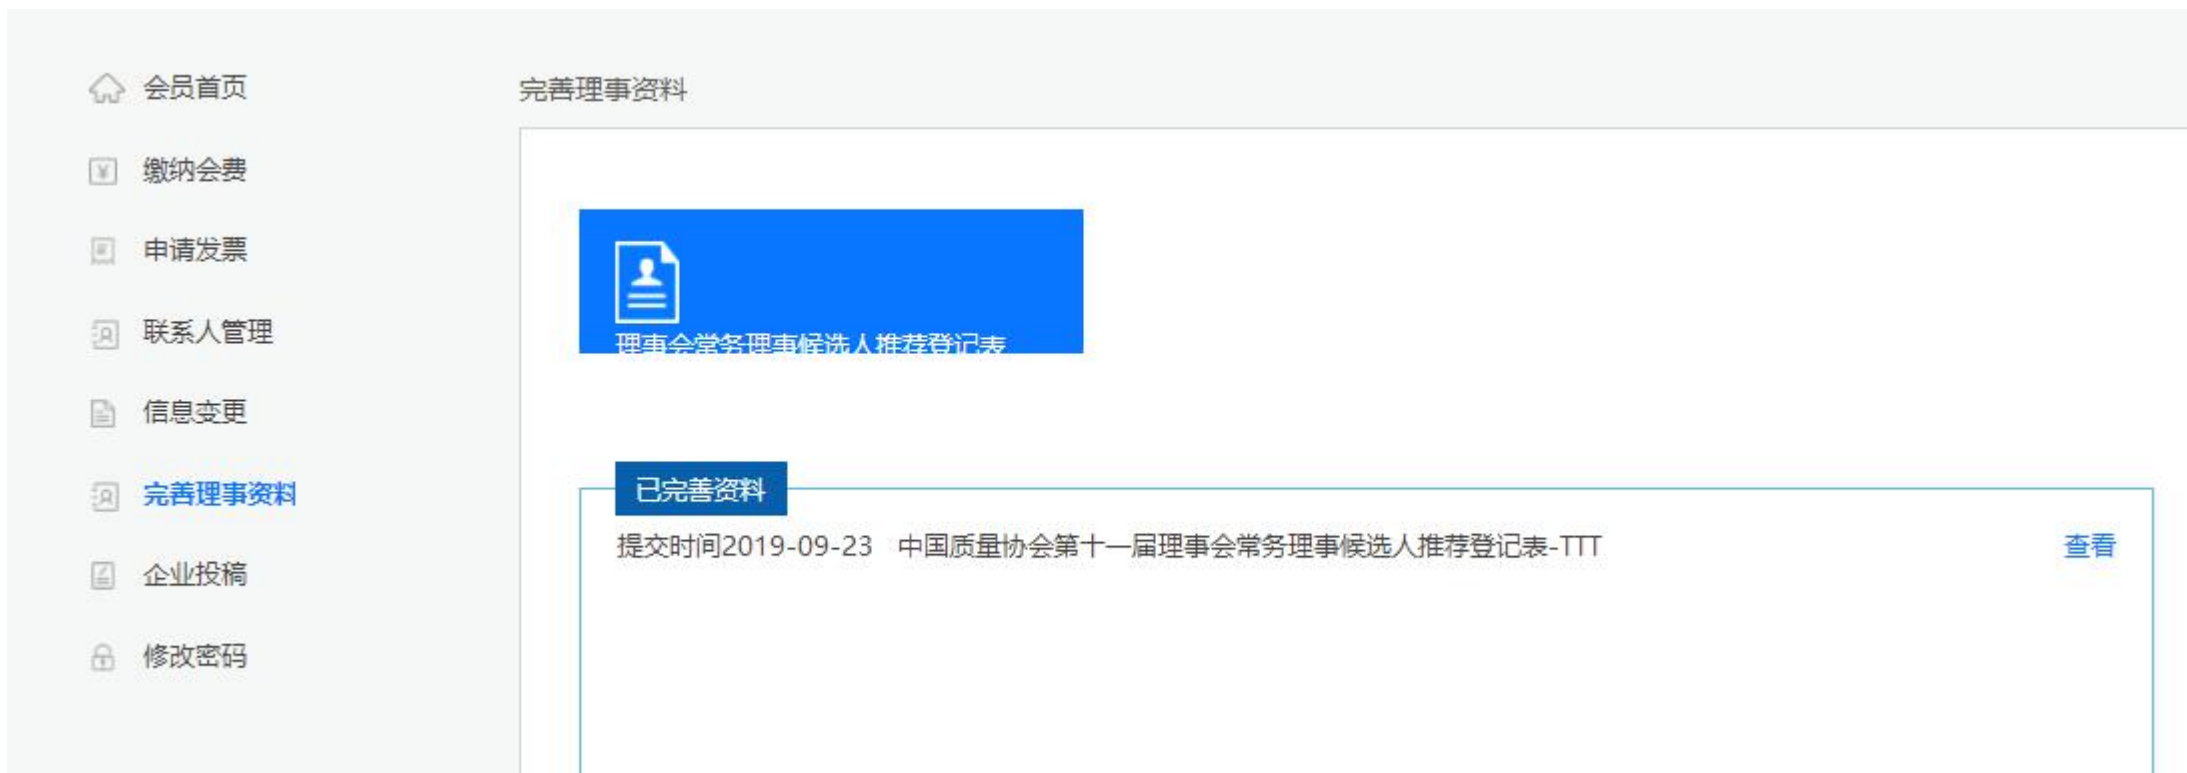 会员首页
缴纳会费
申请发票
联系人管理
信息变更
完善理事资料
企业投稿
修改密码
完善理事资料
理事会常务理事候选人推荐登记表
已完善资料
提交时间2019-09-23 中国质量协会第十一届理事会常务理事候选人推荐登记表-TTT 查看